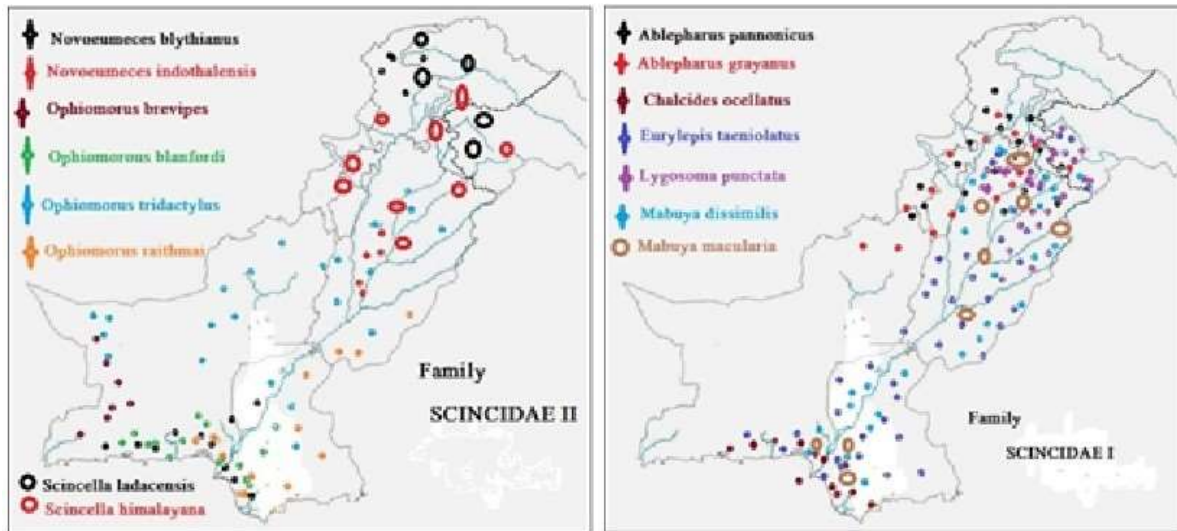 Novoeumeces blythianus
Novoeumeces indothalensis
Ophiomorus brevipes
Ophiomorous blanfordi
Ophiomorus tridactylus
Ophiomorus raithmai
Family
SCINCIDAE II
Scincella ladacensis
Scincella himalayana
Ablepharus pannonicus
Ablepharus grayanus
Chalcides ocellatus
Eurylepis taeniolatus
Lygosoma punctata
Mabuya dissimilis
Mabuya macularia
Family
SCINCIDAE I